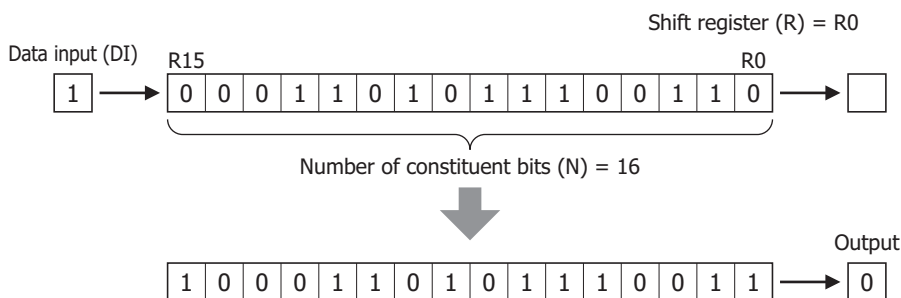 Shift register (R) = R0
Data input (DI)
R15 R0
1 0 0 0 1 1 0 1 0 1 1 1 0 0 1 1 0
Number of constituent bits (N) = 16
Output
1 0 0 0 1 1 0 1 0 1 1 1 0 0 1 1 0